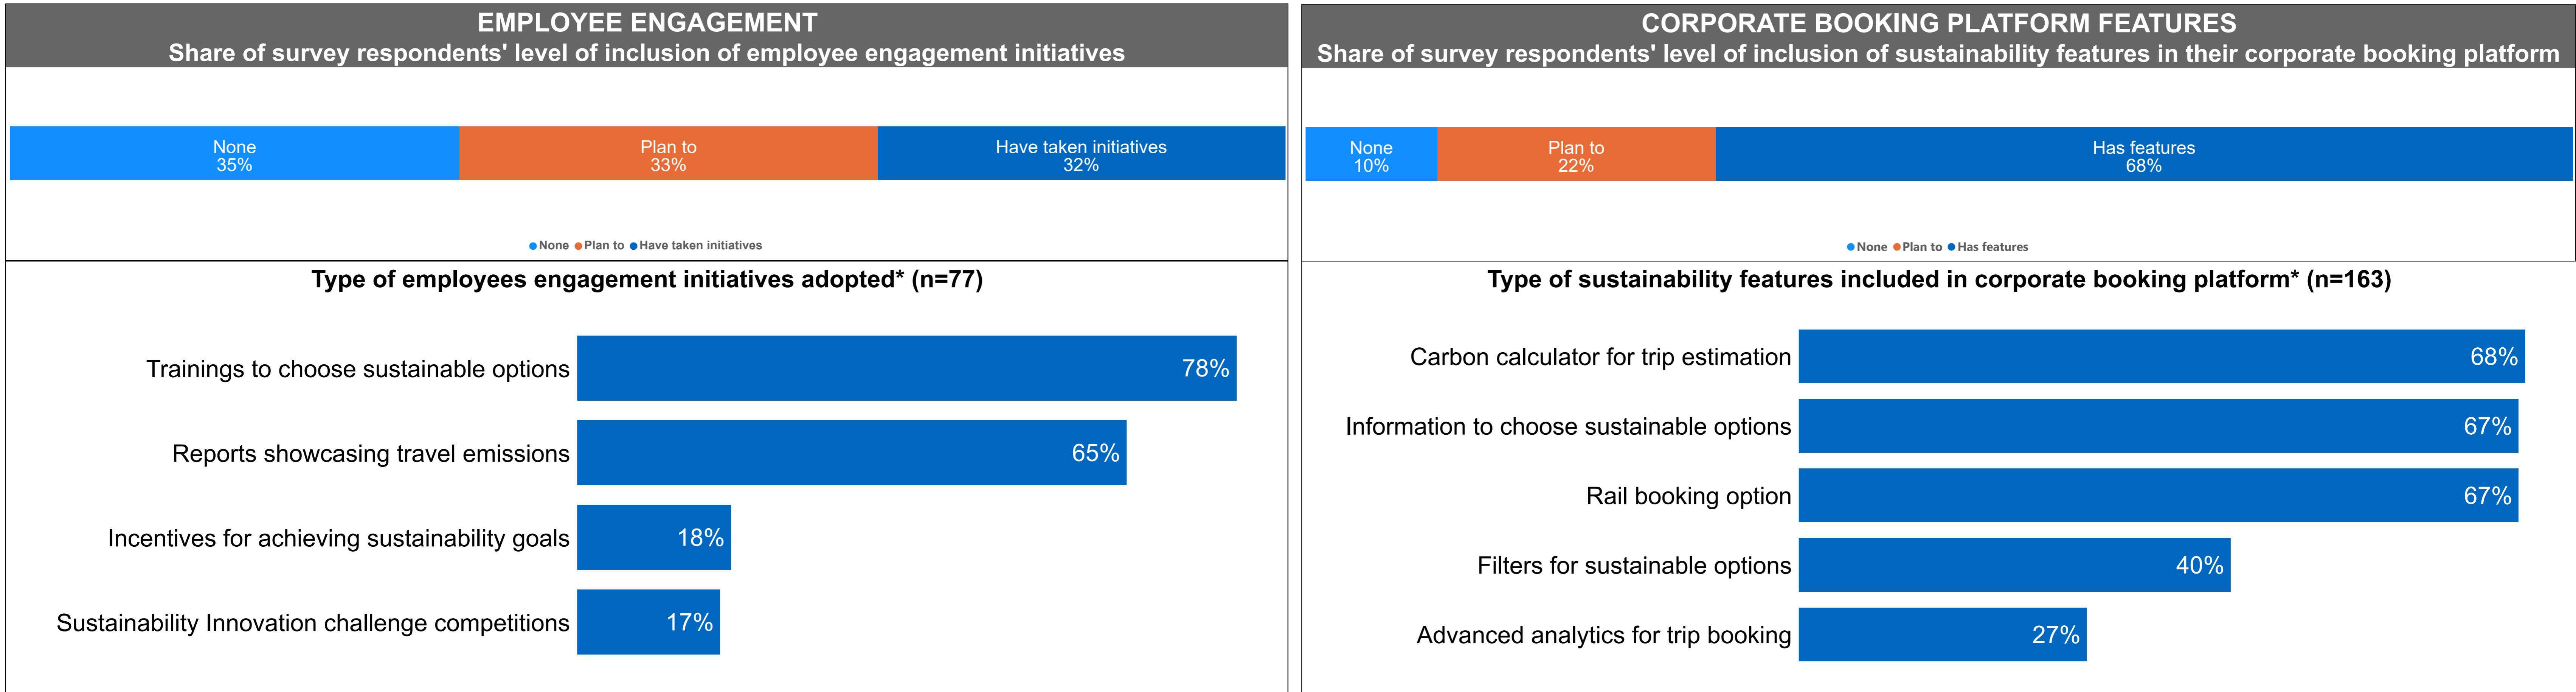 EMPLOYEE ENGAGEMENT
Share of survey respondents' level of inclusion of employee engagement initiatives
None
35%
Plan to
33%
Have taken initiatives
32%
None Plan to Have taken initiatives
Type of employees engagement initiatives adopted* (n=77)
Trainings to choose sustainable options 78%
Reports showcasing travel emissions 65%
Incentives for achieving sustainability goals 18%
Sustainability Innovation challenge competitions 17%
CORPORATE BOOKING PLATFORM FEATURES
Share of survey respondents' level of inclusion of sustainability features in their corporate booking platform
None
10%
Plan to
22%
Has features
68%
None Plan to Has features
Type of sustainability features included in corporate booking platform* (n=163)
Carbon calculator for trip estimation 68%
Information to choose sustainable options 67%
Rail booking option 67%
Filters for sustainable options 40%
Advanced analytics for trip booking 27%